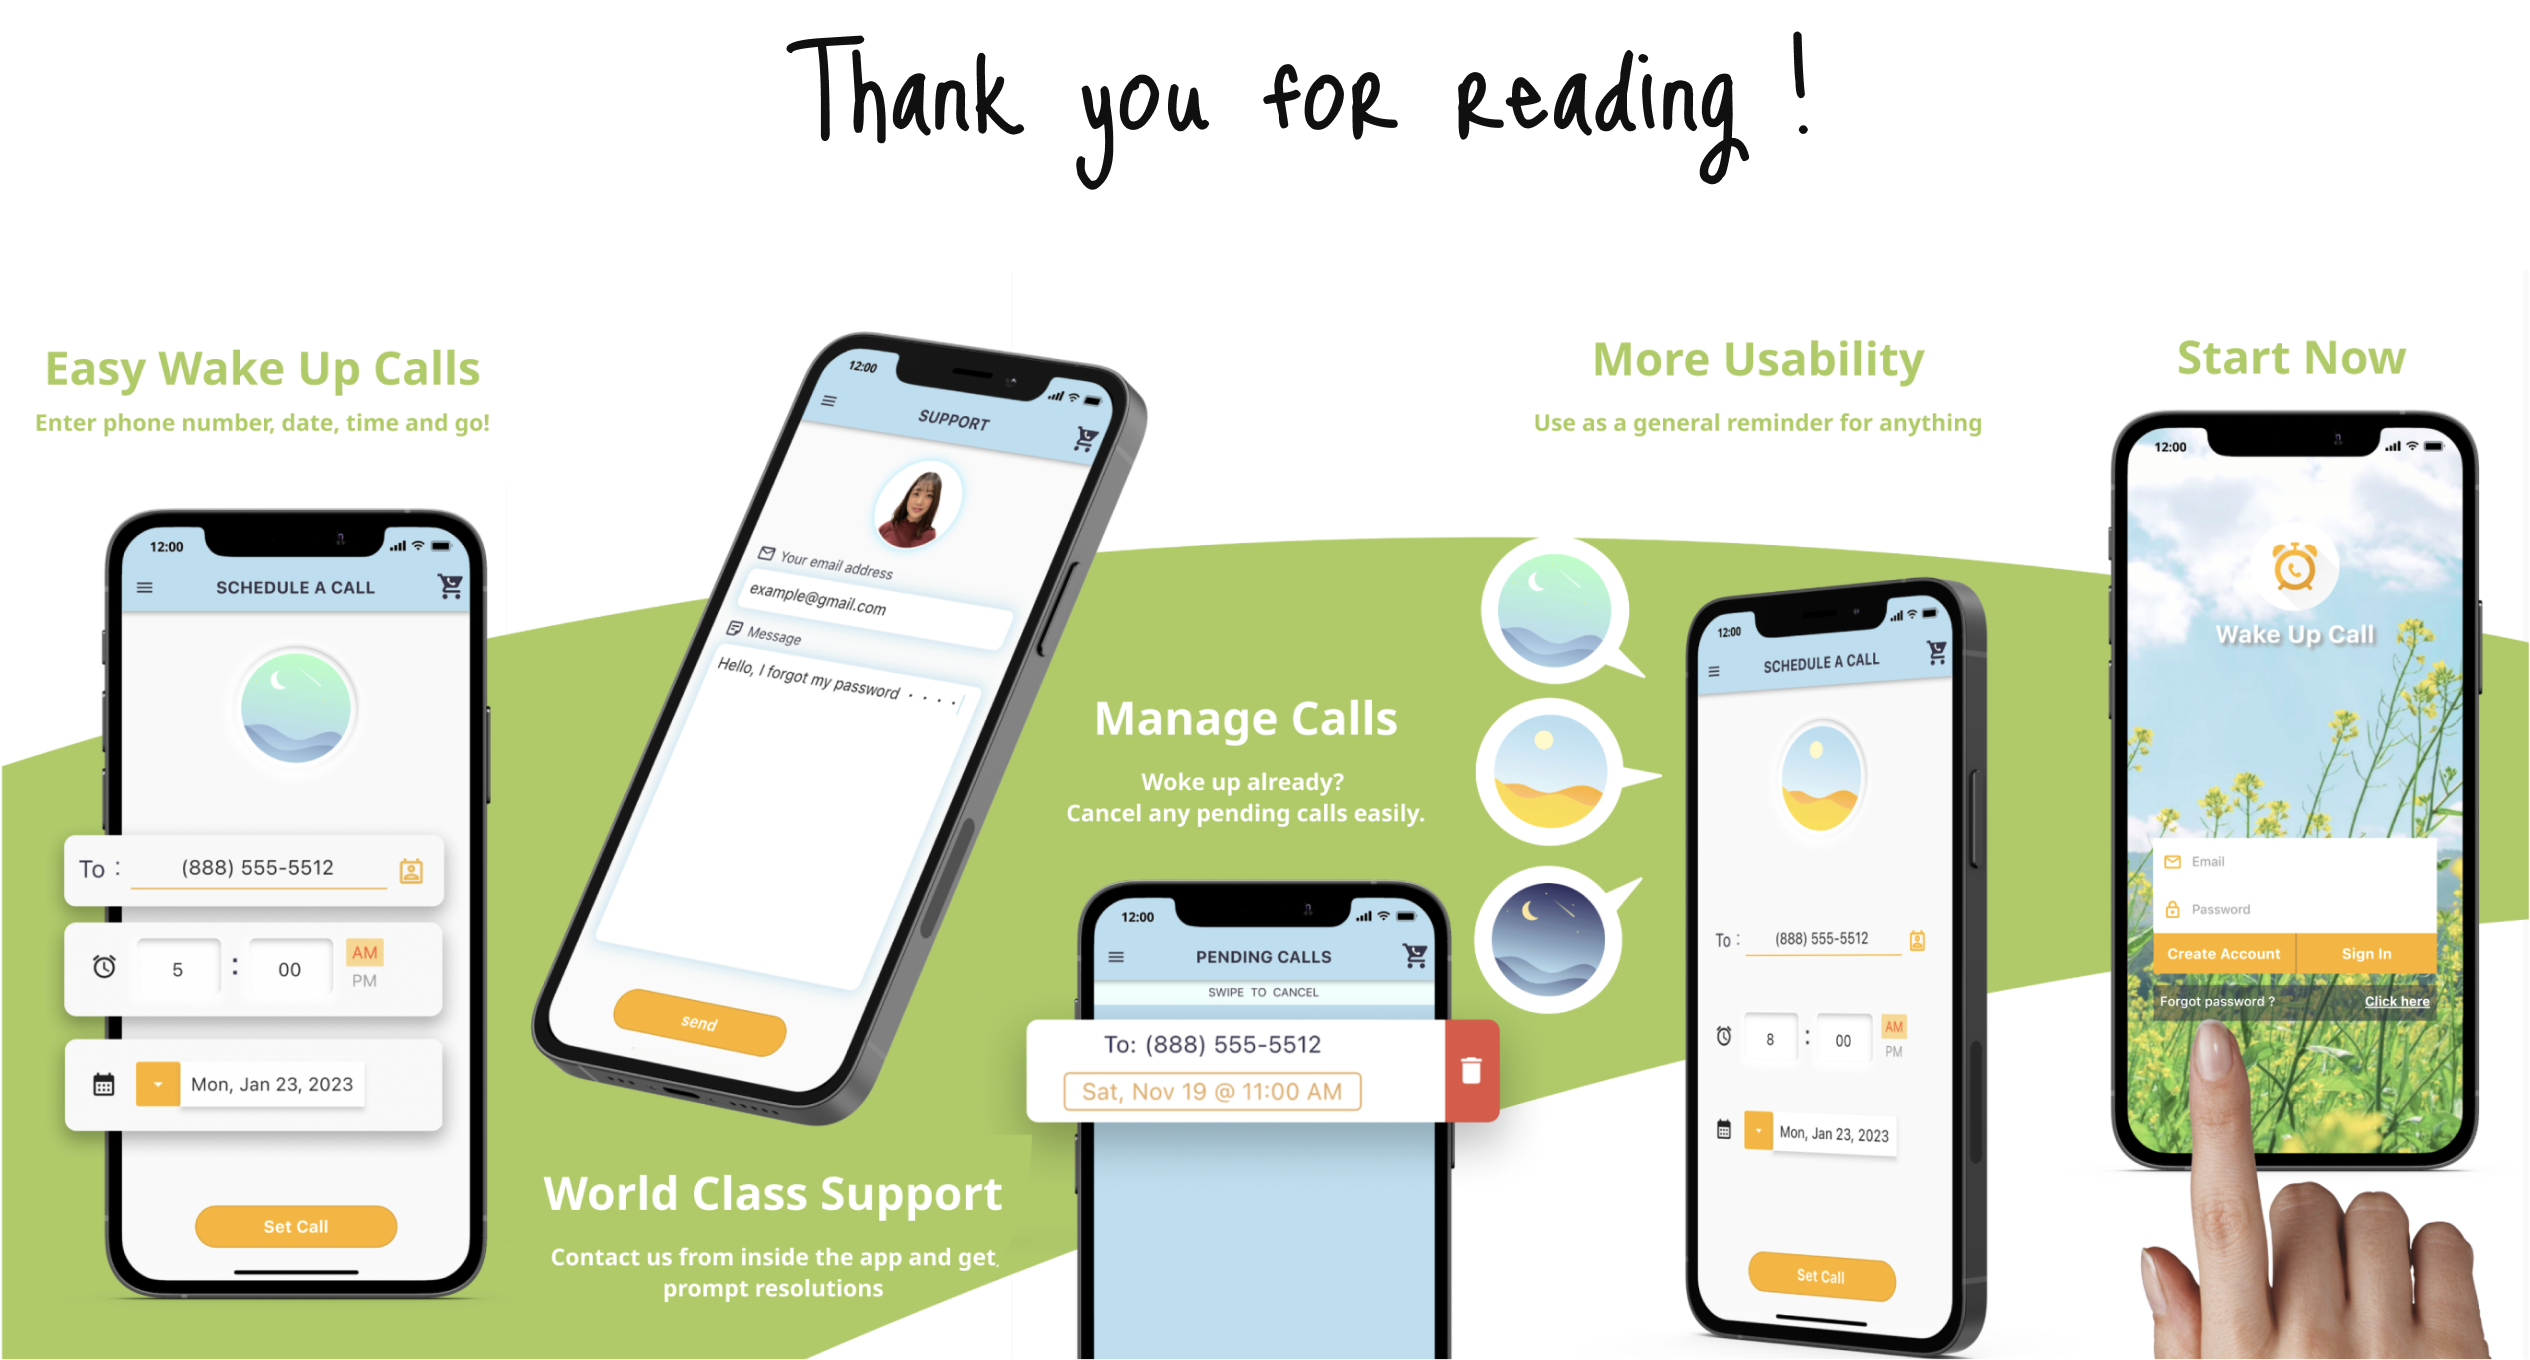 Thank you for reading !
Easy Wake Up Calls
Enter phone number, date, time and go!
12:00
SCHEDULE A CALL
To :
(888) 555-5512
5 : 00
AM
PM
Mon, Jan 23, 2023
Set Call
12:00
SUPPORT
Your email address
example@gmail.com
Message
Hello, I forgot my password ・・・・
send
World Class Support
Contact us from inside the app and get
prompt resolutions
Manage Calls
Woke up already?
Cancel any pending calls easily.
12:00
PENDING CALLS
SWIPE TO CANCEL
To: (888) 555-5512
Sat, Nov 19 @ 11:00 AM
More Usability
Use as a general reminder for anything
12:00
SCHEDULE A CALL
To :
(888) 555-5512
8 : 00
AM
PM
Mon, Jan 23, 2023
Set Call
Start Now
12:00
Wake Up Call
Email
Password
Create Account
Sign In
Forgot password ?
Click here